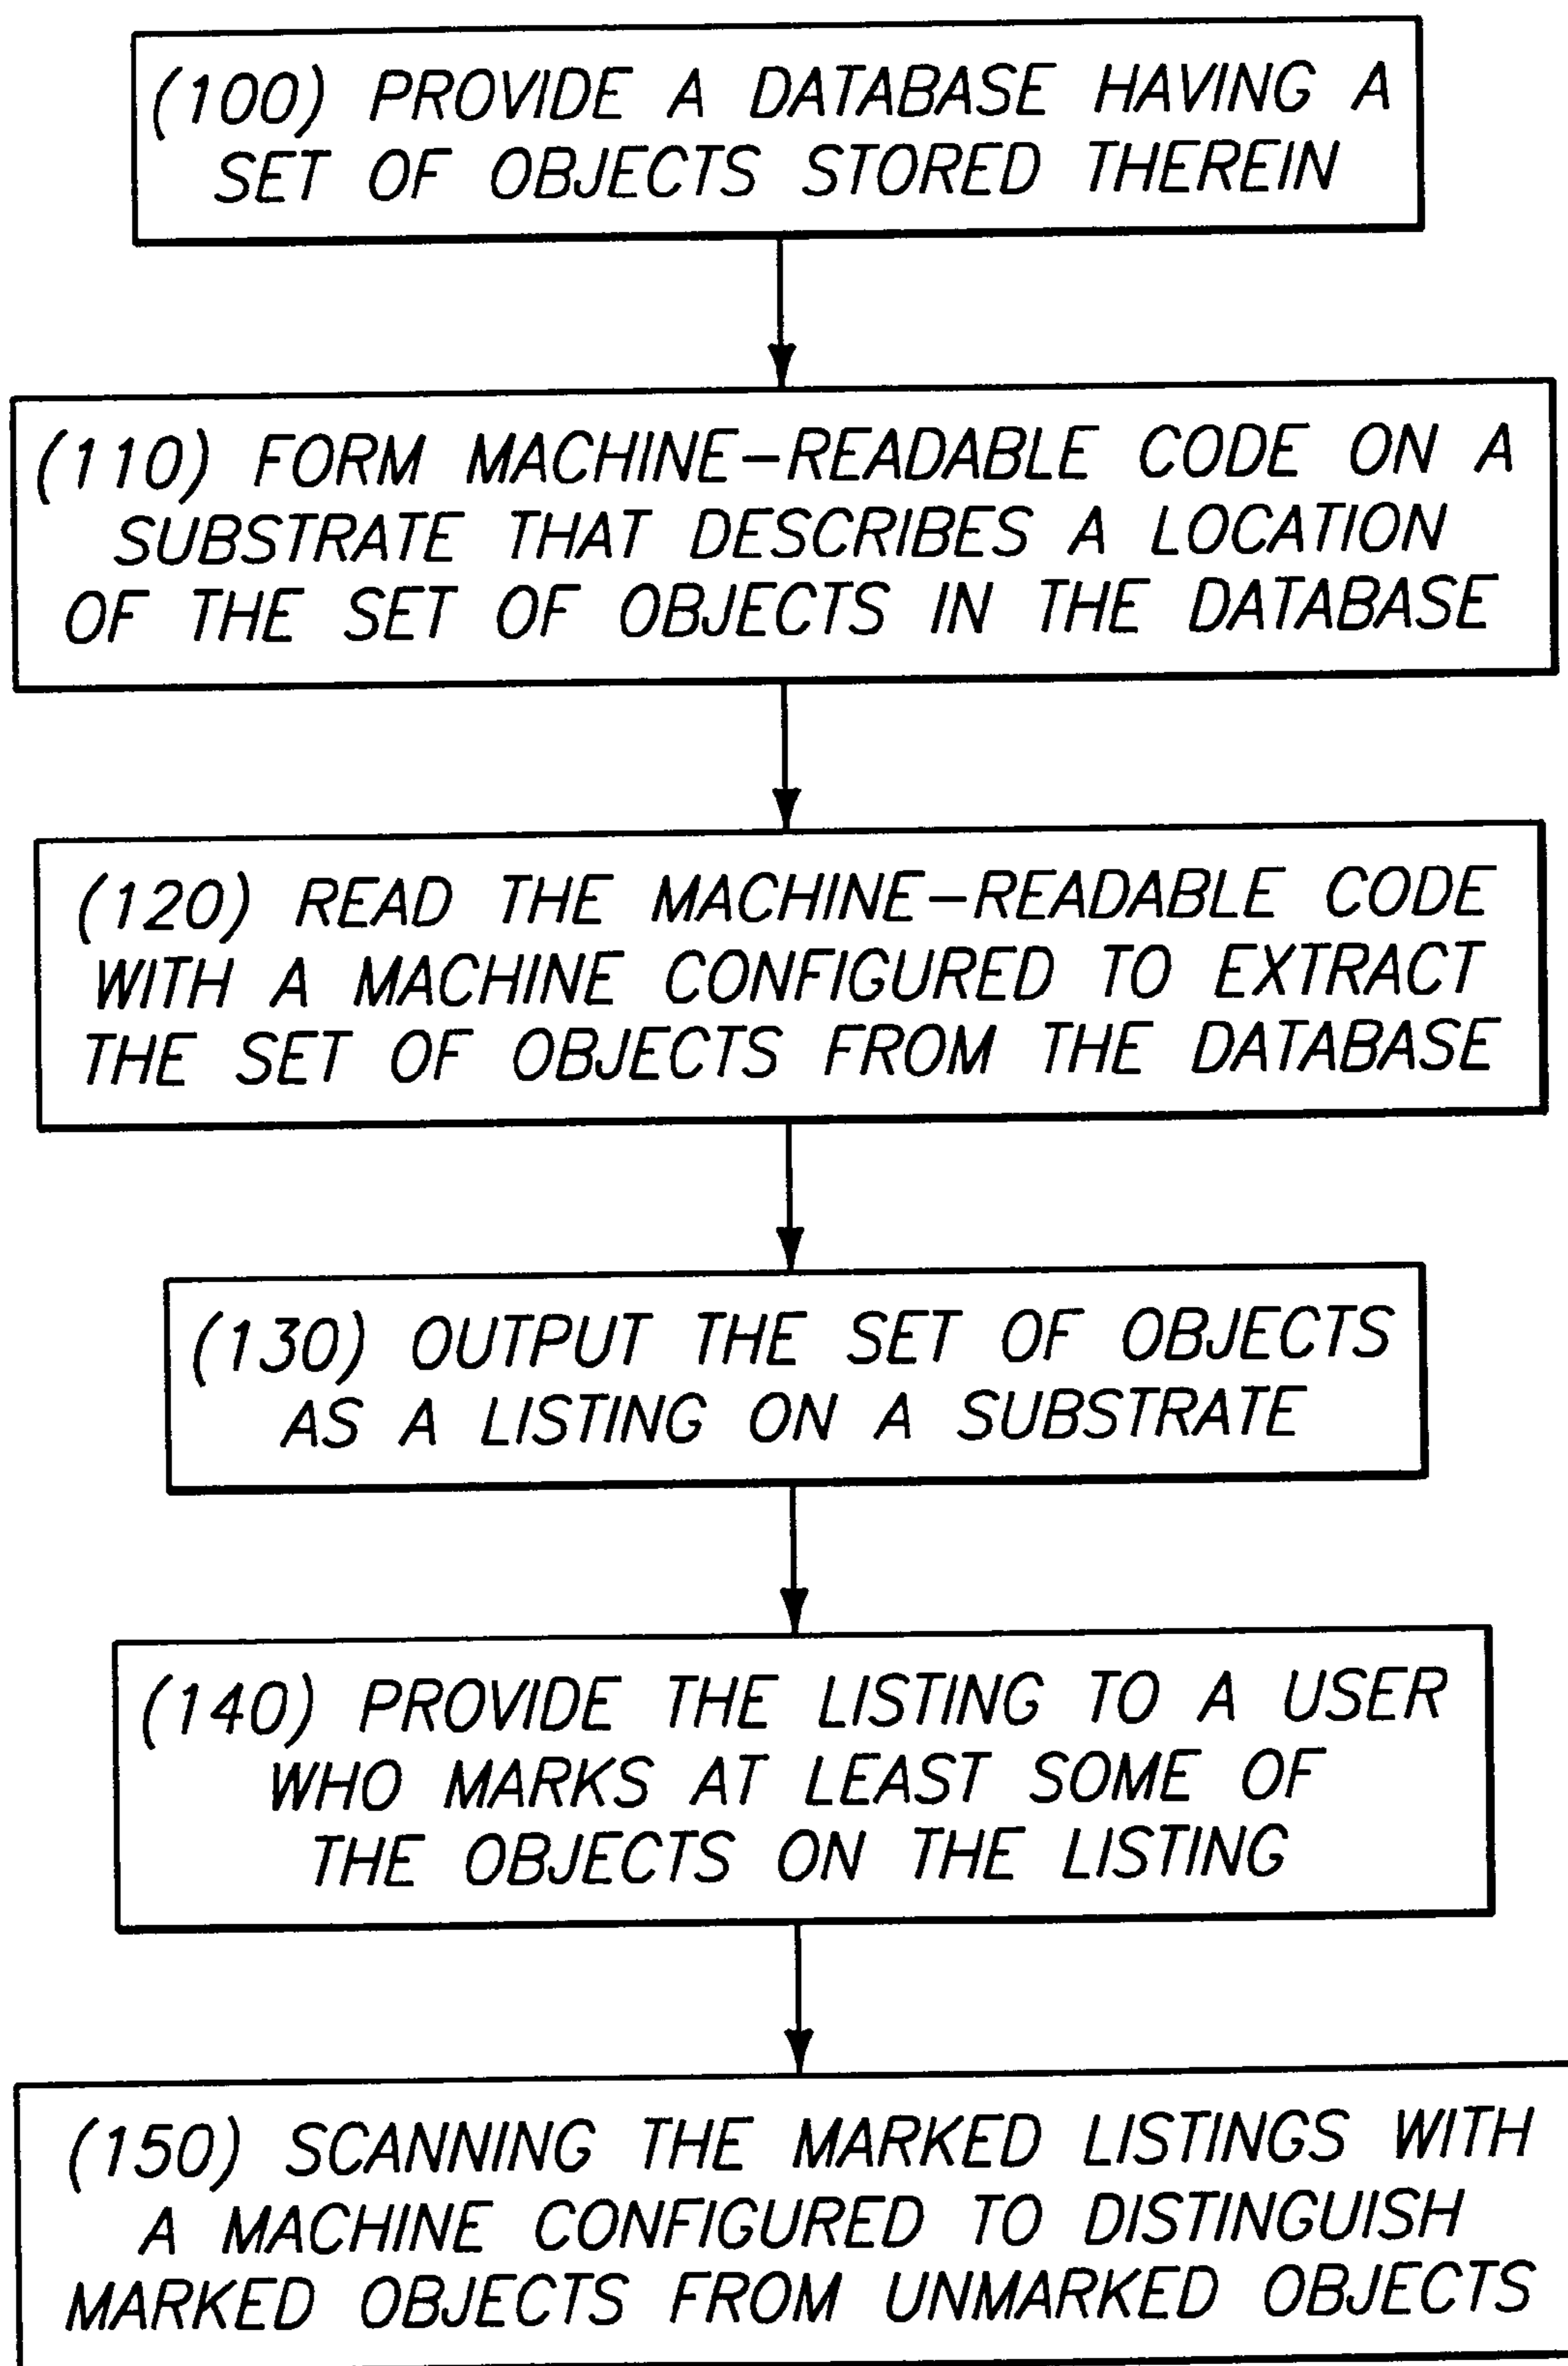 (100) PROVIDE A DATABASE HAVING A
SET OF OBJECTS STORED THEREIN
(110) FORM MACHINE-READABLE CODE ON A
SUBSTRATE THAT DESCRIBES A LOCATION
OF THE SET OF OBJECTS IN THE DATABASE
(120) READ THE MACHINE-READABLE CODE
WITH A MACHINE CONFIGURED TO EXTRACT
THE SET OF OBJECTS FROM THE DATABASE
(130) OUTPUT THE SET OF OBJECTS
AS A LISTING ON A SUBSTRATE
(140) PROVIDE THE LISTING TO A USER
WHO MARKS AT LEAST SOME OF
THE OBJECTS ON THE LISTING
(150) SCANNING THE MARKED LISTINGS WITH
A MACHINE CONFIGURED TO DISTINGUISH
MARKED OBJECTS FROM UNMARKED OBJECTS